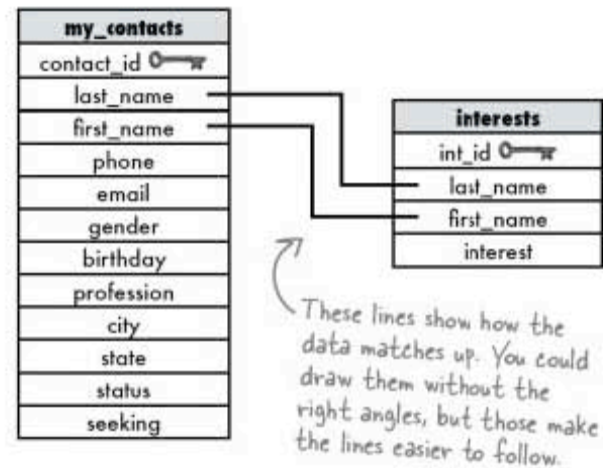 my_contacts
contact_id
last_name
first_name
phone
email
gender
birthday
profession
city
state
status
seeking
interests
int_id
last_name
first_name
interest
These lines show how the
data matches up. You could
draw them without the
right angles, but those make
the lines easier to follow.